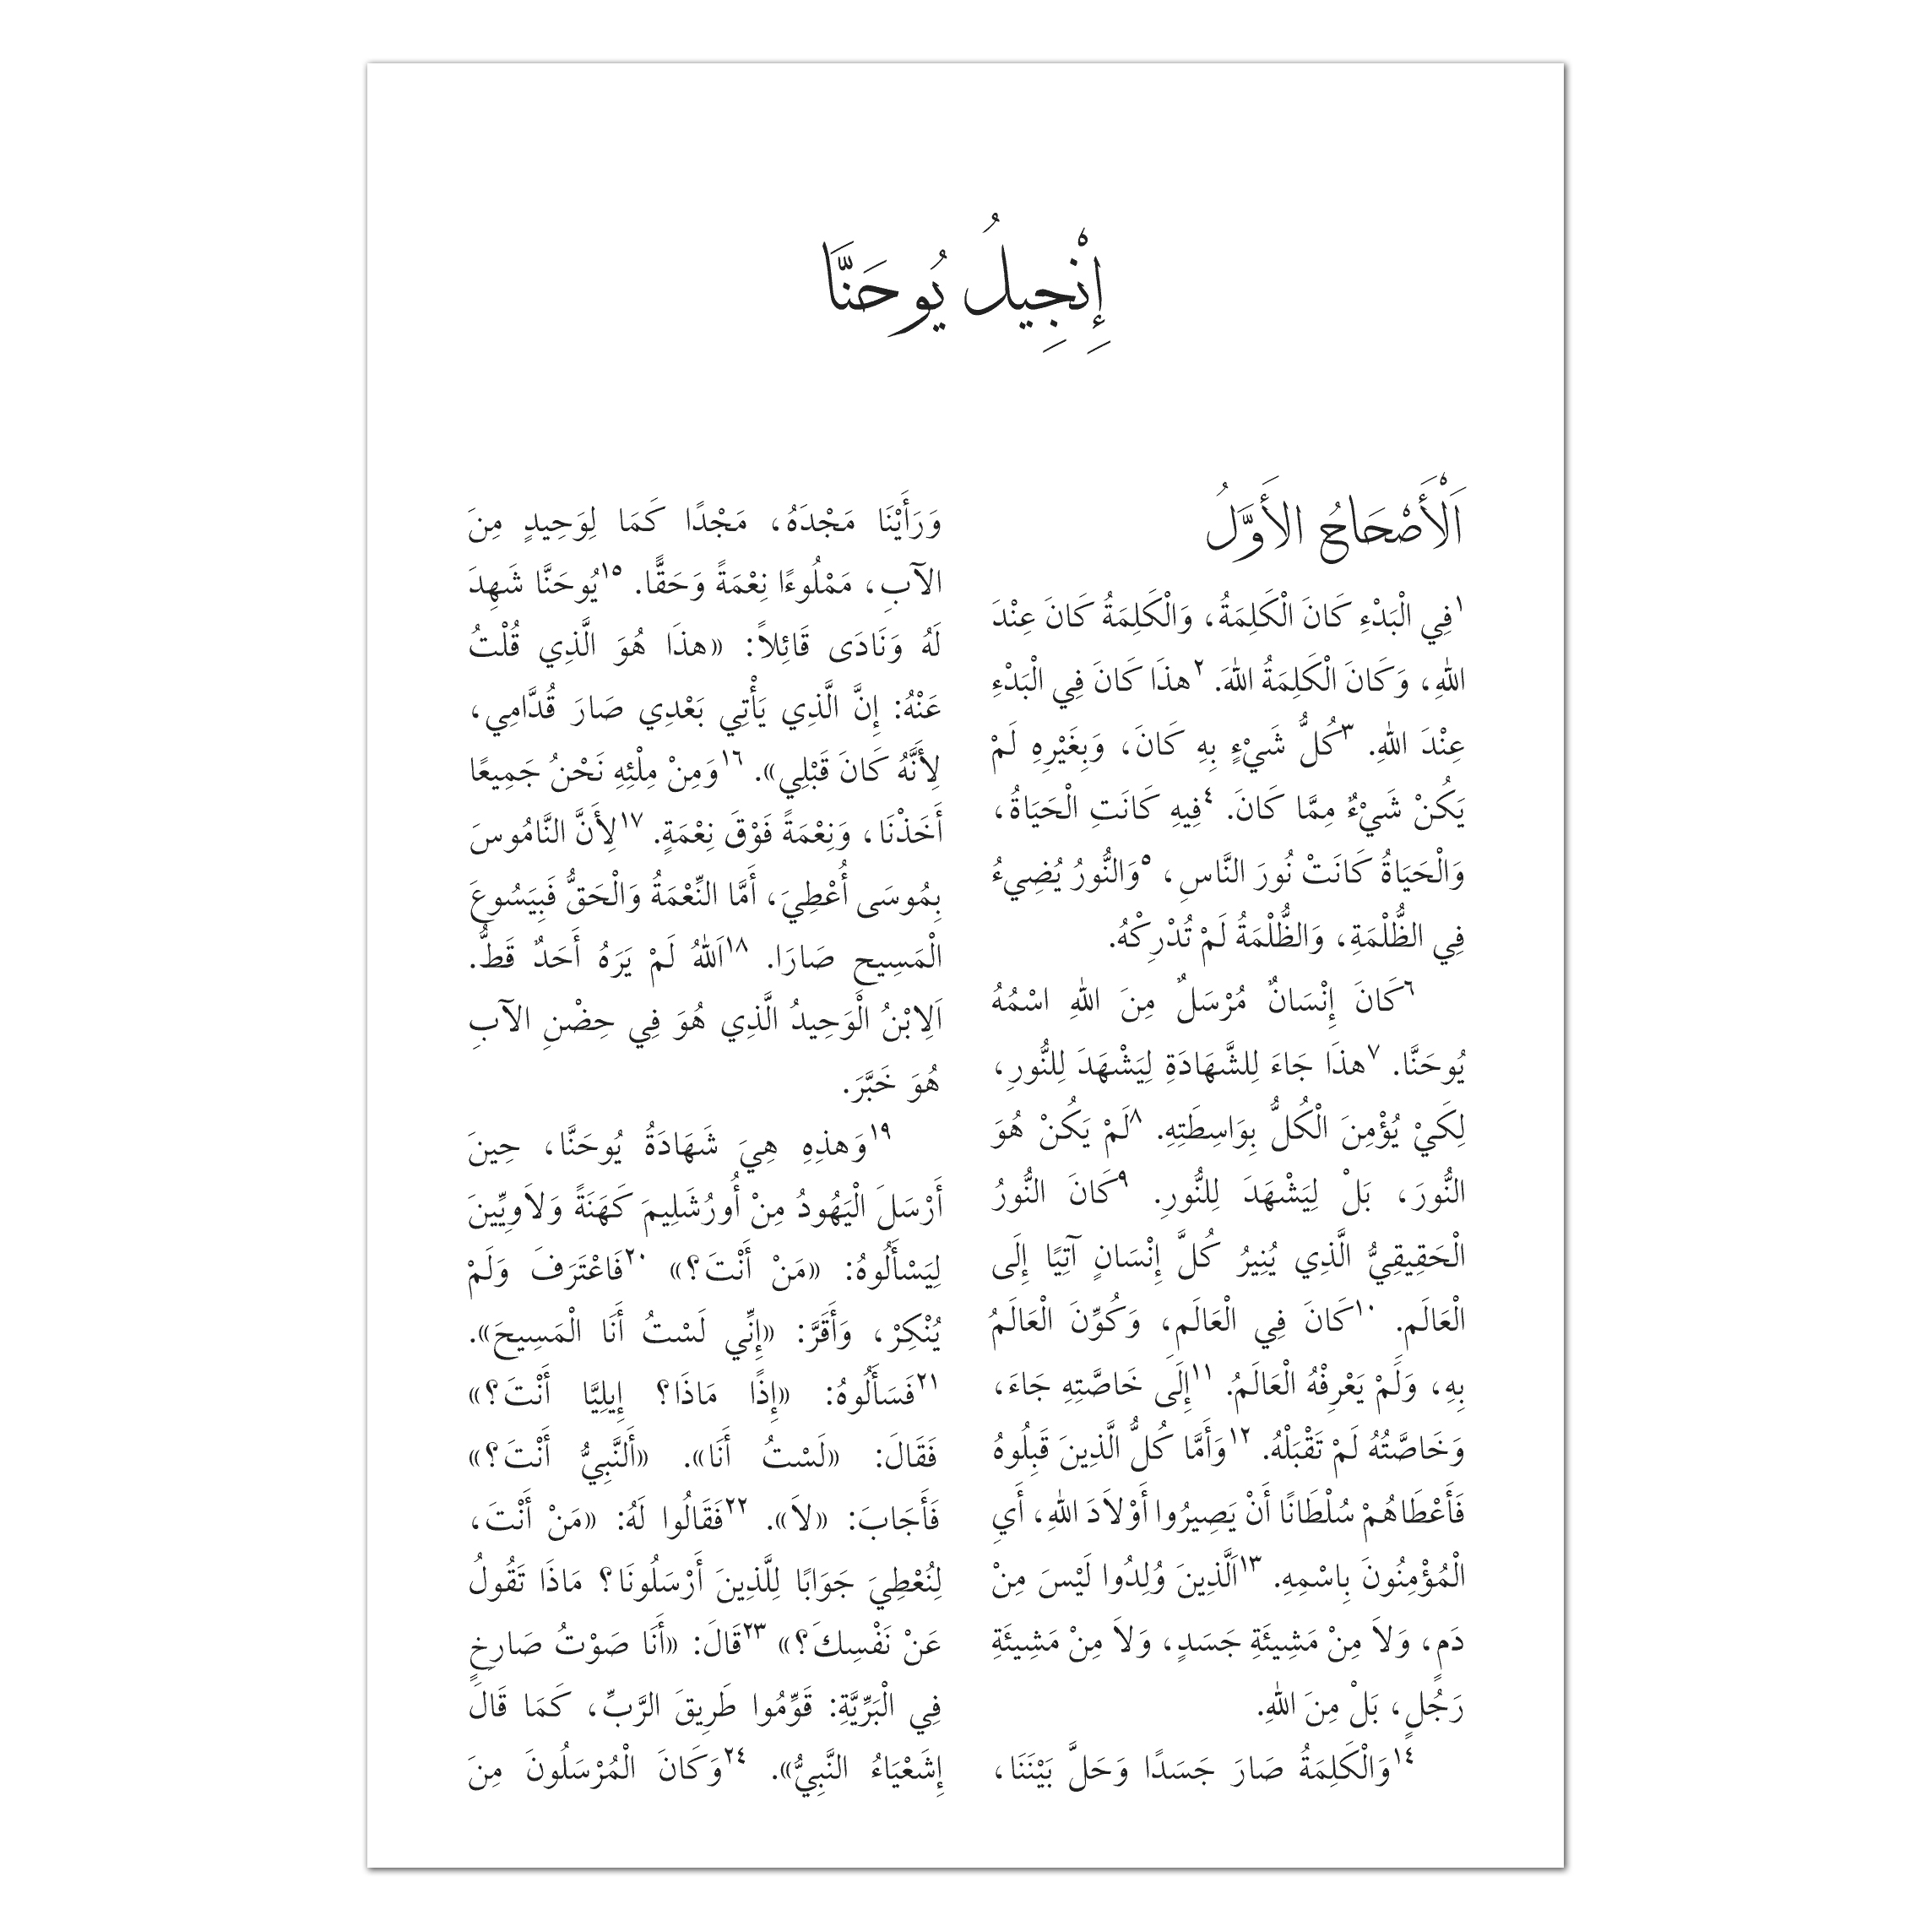 إِنْجِيلُ يُوحَنَّا
اَلْأَصْحَاحُ الأَوَّلُ
١فِي الْبَدْءِ كَانَ الْكَلِمَةُ، وَالْكَلِمَةُ كَانَ عِنْدَ
اللهِ، وَكَانَ الْكَلِمَةُ اللهَ. ٢هذَا كَانَ فِي الْبَدْءِ
عِنْدَ اللهِ. ٣كُلُّ شَيْءٍ بِهِ كَانَ، وَبِغَيْرِهِ لَمْ
يَكُنْ شَيْءٌ مِمَّا كَانَ. ٤فِيهِ كَانَتِ الْحَيَاةُ،
وَالْحَيَاةُ كَانَتْ نُورَ النَّاسِ، ٥وَالنُّورُ يُضِيءُ
فِي الظُّلْمَةِ، وَالظُّلْمَةُ لَمْ تُدْرِكْهُ.
٦كَانَ إِنْسَانٌ مُرْسَلٌ مِنَ اللهِ اسْمُهُ
يُوحَنَّا. ٧هذَا جَاءَ لِلشَّهَادَةِ لِيَشْهَدَ لِلنُّورِ،
لِكَيْ يُؤْمِنَ الْكُلُّ بِوَاسِطَتِهِ. ٨لَمْ يَكُنْ هُوَ
النُّورَ، بَلْ لِيَشْهَدَ لِلنُّورِ. ٩كَانَ النُّورُ
الْحَقِيقِيُّ الَّذِي يُنِيرُ كُلَّ إِنْسَانٍ آتِيًا إِلَى
الْعَالَمِ. ١٠كَانَ فِي الْعَالَمِ، وَكُوِّنَ الْعَالَمُ
بِهِ، وَلَمْ يَعْرِفْهُ الْعَالَمُ. ١١إِلَى خَاصَّتِهِ جَاءَ،
وَخَاصَّتُهُ لَمْ تَقْبَلْهُ. ١٢وَأَمَّا كُلُّ الَّذِينَ قَبِلُوهُ
فَأَعْطَاهُمْ سُلْطَانًا أَنْ يَصِيرُوا أَوْلاَدَ اللهِ، أَيِ
الْمُؤْمِنُونَ بِاسْمِهِ. ١٣اَلَّذِينَ وُلِدُوا لَيْسَ مِنْ
دَمٍ، وَلاَ مِنْ مَشِيئَةِ جَسَدٍ، وَلاَ مِنْ مَشِيئَةِ
رَجُلٍ، بَلْ مِنَ اللهِ.
١٤وَالْكَلِمَةُ صَارَ جَسَدًا وَحَلَّ بَيْنَنَا،
وَرَأَيْنَا مَجْدَهُ، مَجْدًا كَمَا لِوَحِيدٍ مِنَ
الآبِ، مَمْلُوءًا نِعْمَةً وَحَقًّا. ١٥يُوحَنَّا شَهِدَ
لَهُ وَنَادَى قَائِلاً: «هذَا هُوَ الَّذِي قُلْتُ
عَنْهُ: إِنَّ الَّذِي يَأْتِي بَعْدِي صَارَ قُدَّامِي،
لِأَنَّهُ كَانَ قَبْلِي». ١٦وَمِنْ مِلْئِهِ نَحْنُ جَمِيعًا
أَخَذْنَا، وَنِعْمَةً فَوْقَ نِعْمَةٍ. ١٧لِأَنَّ النَّامُوسَ
بِمُوسَى أُعْطِيَ، أَمَّا النِّعْمَةُ وَالْحَقُّ فَبِيَسُوعَ
الْمَسِيحِ صَارَا. ١٨اَللهُ لَمْ يَرَهُ أَحَدٌ قَطُّ.
اَلِابْنُ الْوَحِيدُ الَّذِي هُوَ فِي حِضْنِ الآبِ
هُوَ خَبَّرَ.
١٩وَهذِهِ هِيَ شَهَادَةُ يُوحَنَّا، حِينَ
أَرْسَلَ الْيَهُودُ مِنْ أُورُشَلِيمَ كَهَنَةً وَلاَوِيِّينَ
لِيَسْأَلُوهُ: «مَنْ أَنْتَ؟» ٢٠فَاعْتَرَفَ وَلَمْ
يُنْكِرْ، وَأَقَرَّ: «إِنِّي لَسْتُ أَنَا الْمَسِيحَ».
٢١فَسَأَلُوهُ: «إِذًا مَاذَا؟ إِيلِيَّا أَنْتَ؟»
فَقَالَ: «لَسْتُ أَنَا». «أَلنَّبِيُّ أَنْتَ؟»
فَأَجَابَ: «لاَ». ٢٢فَقَالُوا لَهُ: «مَنْ أَنْتَ،
لِنُعْطِيَ جَوَابًا لِلَّذِينَ أَرْسَلُونَا؟ مَاذَا تَقُولُ
عَنْ نَفْسِكَ؟» ٢٣قَالَ: «أَنَا صَوْتُ صَارِخٍ
فِي الْبَرِّيَّةِ: قَوِّمُوا طَرِيقَ الرَّبِّ، كَمَا قَالَ
إِشَعْيَاءُ النَّبِيُّ». ٢٤وَكَانَ الْمُرْسَلُونَ مِنَ